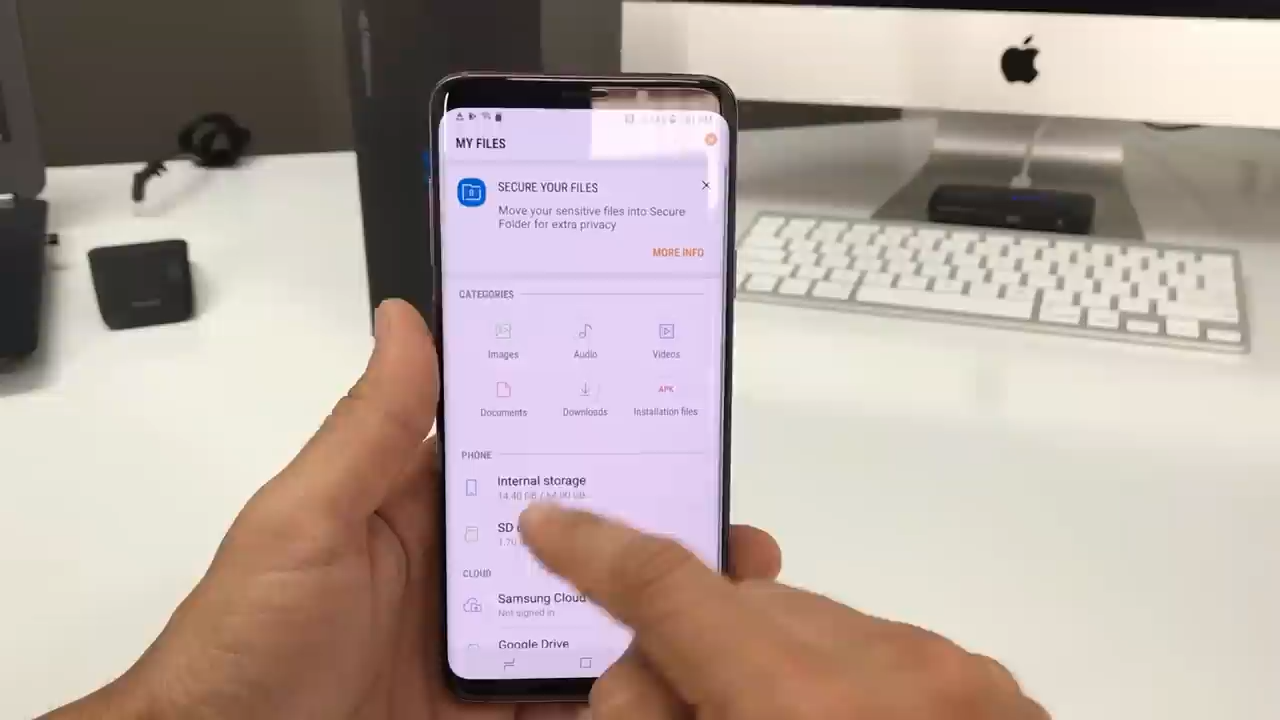 MY FILES
SECURE YOUR FILES
Move your sensitive files into Secure
Folder for extra privacy
MORE INFO
CATEGORIES
Images Audio Videos
APK
Documents Downloads Installation files
PHONE
Internal storage
SD
CLOUD
Samsung Cloud
Not signed in
Google Drive